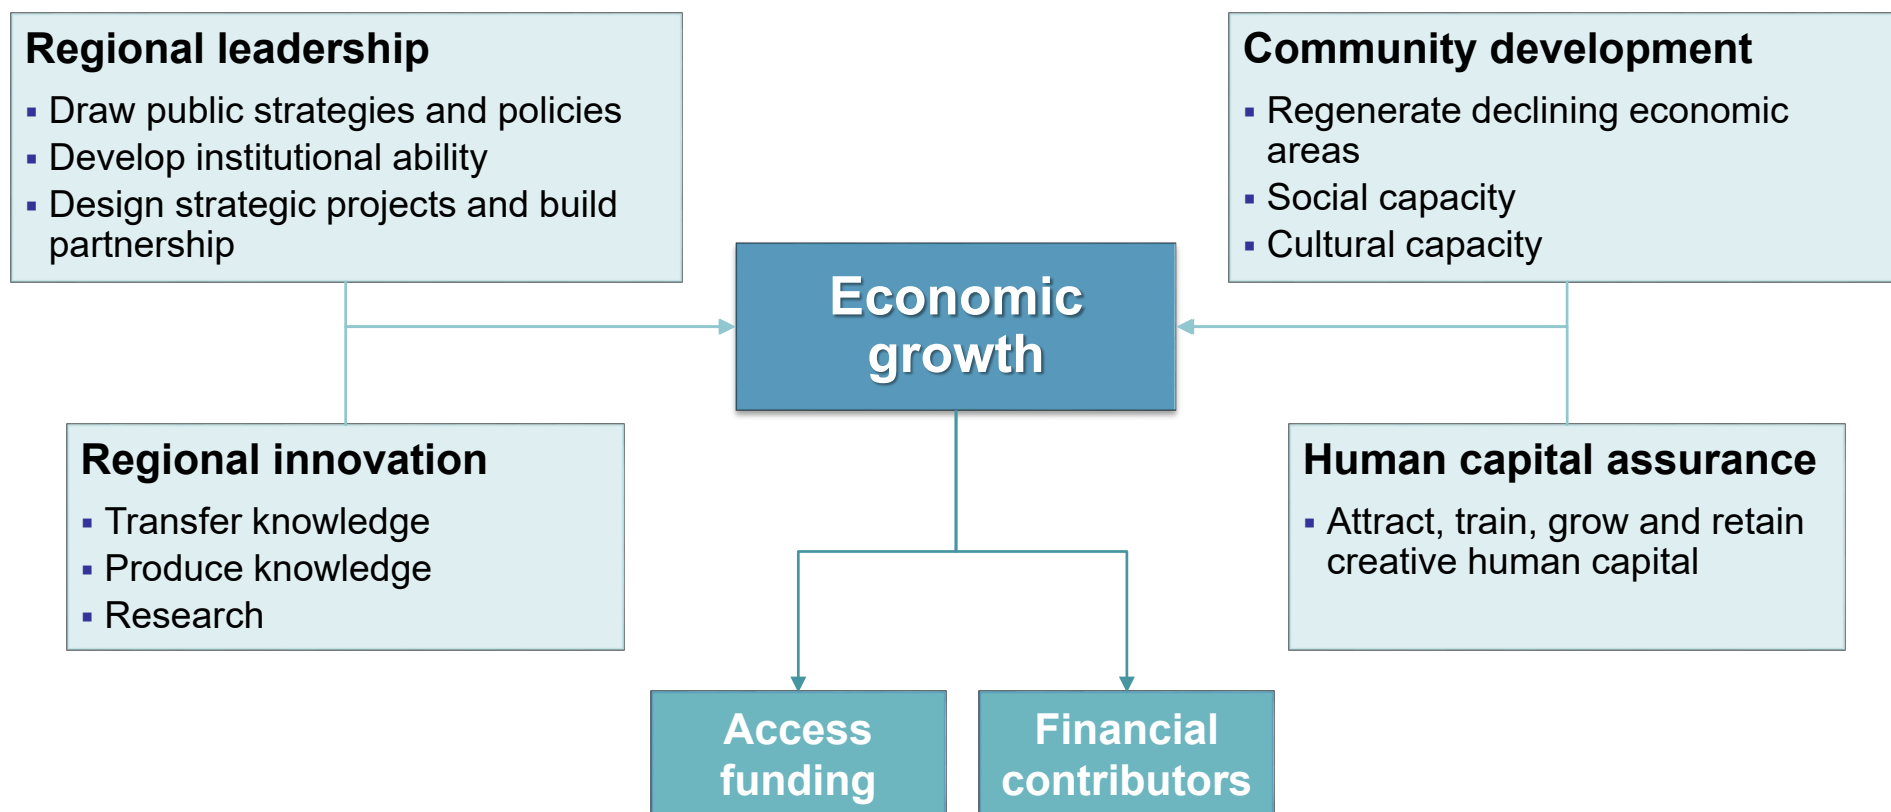 Regional leadership
▪ Draw public strategies and policies
▪ Develop institutional ability
▪ Design strategic projects and build
partnership
Community development
▪ Regenerate declining economic
areas
▪ Social capacity
▪ Cultural capacity
Economic
growth
Regional innovation
▪ Transfer knowledge
▪ Produce knowledge
▪ Research
Human capital assurance
▪ Attract, train, grow and retain
creative human capital
Access
funding
Financial
contributors